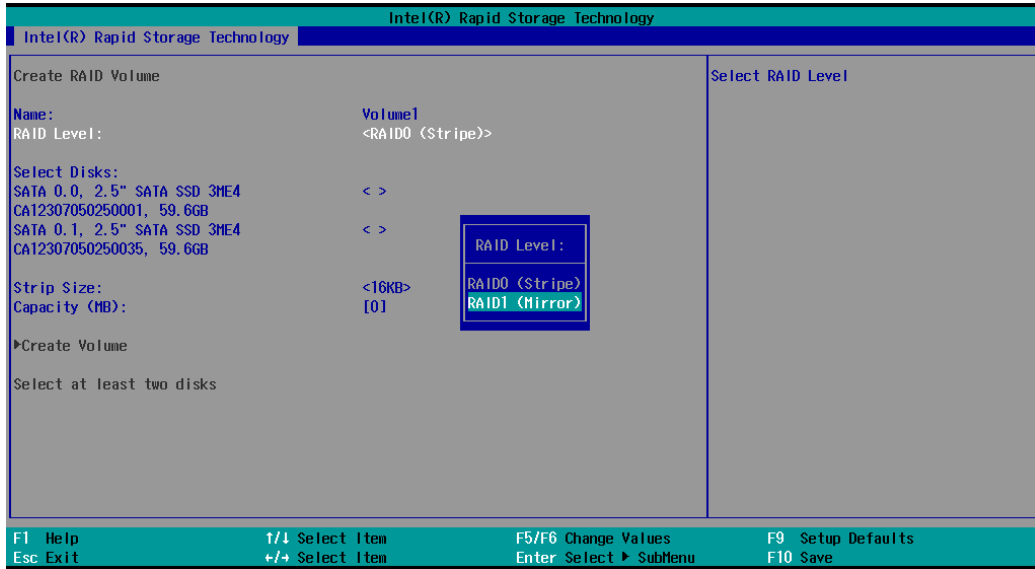 Intel(R) Rapid Storage Technology
Intel(R) Rapid Storage Technology
Create RAID Volume
Select RAID Level
Name: Volume1
RAID Level: <RAID0 (Stripe)>
Select Disks:
SATA 0.0, 2.5" SATA SSD 3ME4 < >
CA12307050250001, 59.6GB
SATA 0.1, 2.5" SATA SSD 3ME4 < >
CA12307050250035, 59.6GB
RAID Level:
RAID0 (Stripe)
RAID1 (Mirror)
Strip Size: <16KB>
Capacity (MB): [0]
▶Create Volume
Select at least two disks
F1 Help ↑/↓ Select Item F5/F6 Change Values F9 Setup Defaults
Esc Exit ←/→ Select Item Enter Select ▶ SubMenu F10 Save